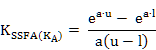 K_SSFA(K_A) = (e^(a·u) − e^(a·l)) / (a(u − l))